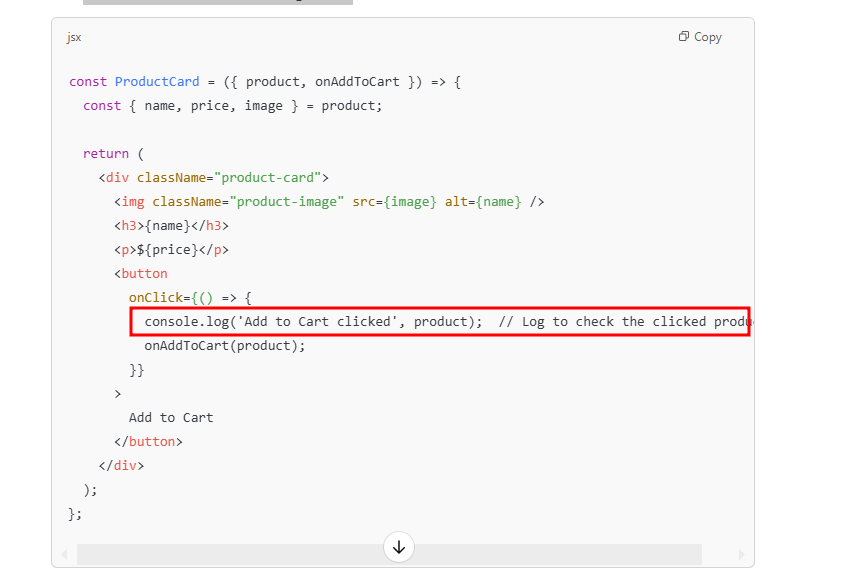 jsx
Copy
const ProductCard = ({ product, onAddToCart }) => {
  const { name, price, image } = product;

  return (
    <div className="product-card">
      <img className="product-image" src={image} alt={name} />
      <h3>{name}</h3>
      <p>${price}</p>
      <button
        onClick={() => {
          console.log('Add to Cart clicked', product);  // Log to check the clicked
          onAddToCart(product);
        }}
      >
        Add to Cart
      </button>
    </div>
  );
};